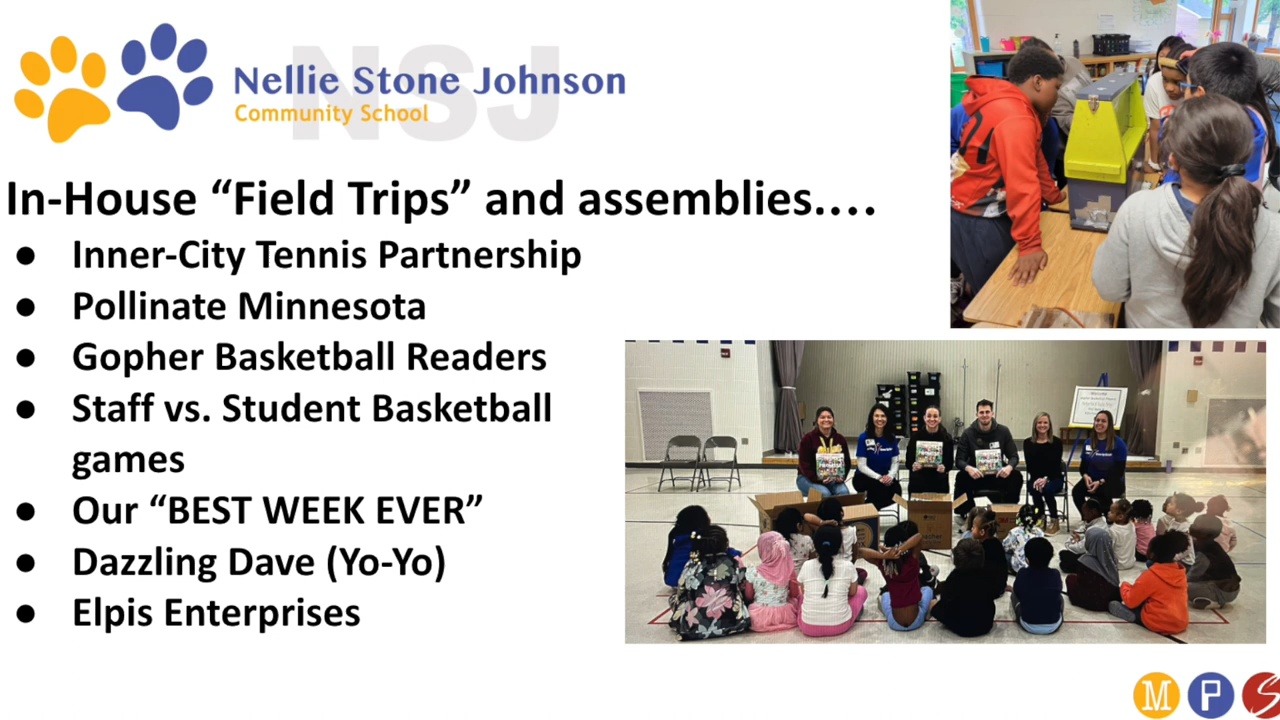 NSJ
Nellie Stone Johnson
Community School
In-House “Field Trips” and assemblies....
● Inner-City Tennis Partnership
● Pollinate Minnesota
● Gopher Basketball Readers
● Staff vs. Student Basketball
games
● Our “BEST WEEK EVER”
● Dazzling Dave (Yo-Yo)
● Elpis Enterprises
M P S